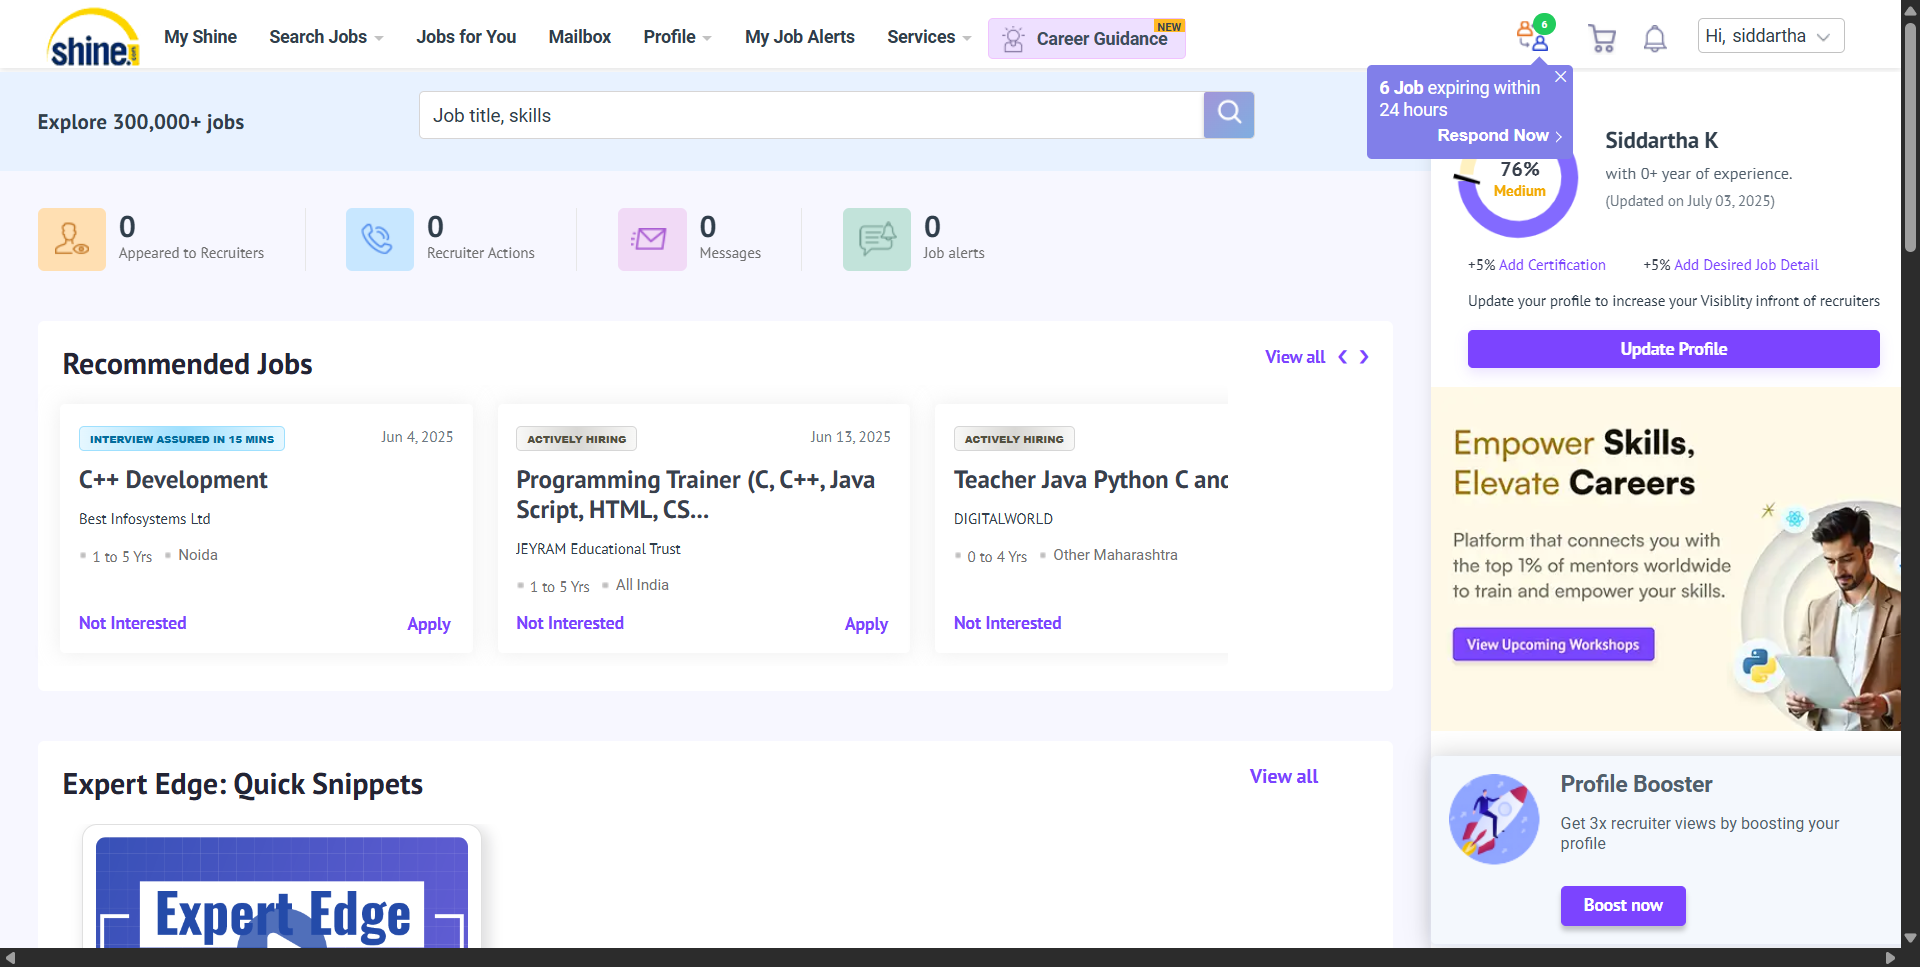 shine.com
My Shine
Search Jobs
Jobs for You
Mailbox
Profile
My Job Alerts
Services
Career Guidance
NEW
6
Hi, siddartha
6 Job expiring within
24 hours
Respond Now
Explore 300,000+ jobs
Job title, skills
76%
Medium
Siddartha K
with 0+ year of experience.
(Updated on July 03, 2025)
+5% Add Certification
+5% Add Desired Job Detail
Update your profile to increase your Visiblity infront of recruiters
Update Profile
0
Appeared to Recruiters
0
Recruiter Actions
0
Messages
0
Job alerts
Recommended Jobs
View all
INTERVIEW ASSURED IN 15 MINS
Jun 4, 2025
C++ Development
Best Infosystems Ltd
1 to 5 Yrs
Noida
Not Interested
Apply
ACTIVELY HIRING
Jun 13, 2025
Programming Trainer (C, C++, Java
Script, HTML, CS...
JEYRAM Educational Trust
1 to 5 Yrs
All India
Not Interested
Apply
ACTIVELY HIRING
Teacher Java Python C and
DIGITALWORLD
0 to 4 Yrs
Other Maharashtra
Not Interested
Empower Skills,
Elevate Careers
Platform that connects you with
the top 1% of mentors worldwide
to train and empower your skills.
View Upcoming Workshops
Expert Edge: Quick Snippets
View all
Expert Edge
Profile Booster
Get 3x recruiter views by boosting your
profile
Boost now